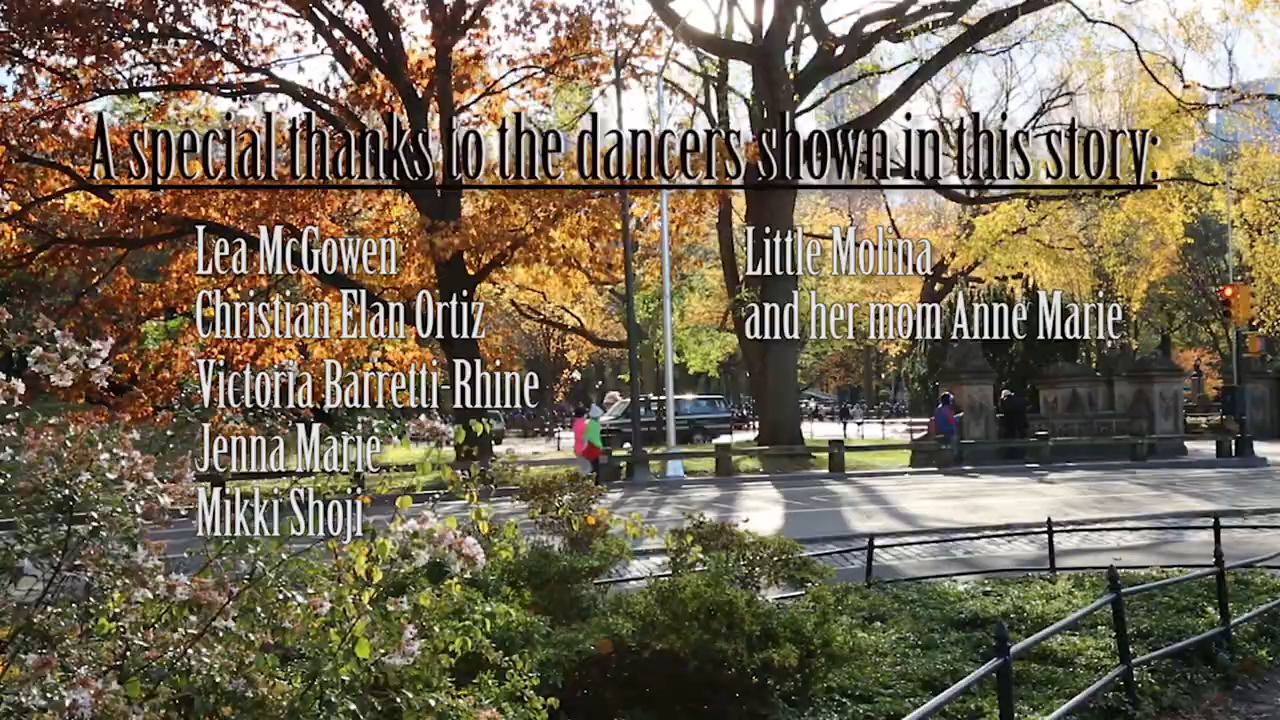 A special thanks to the dancers shown in this story:
Lea McGowen
Christian Elan Ortiz
Victoria Barretti-Rhine
Jenna Marie
Mikki Shoji
Little Molina
and her mom Anne Marie